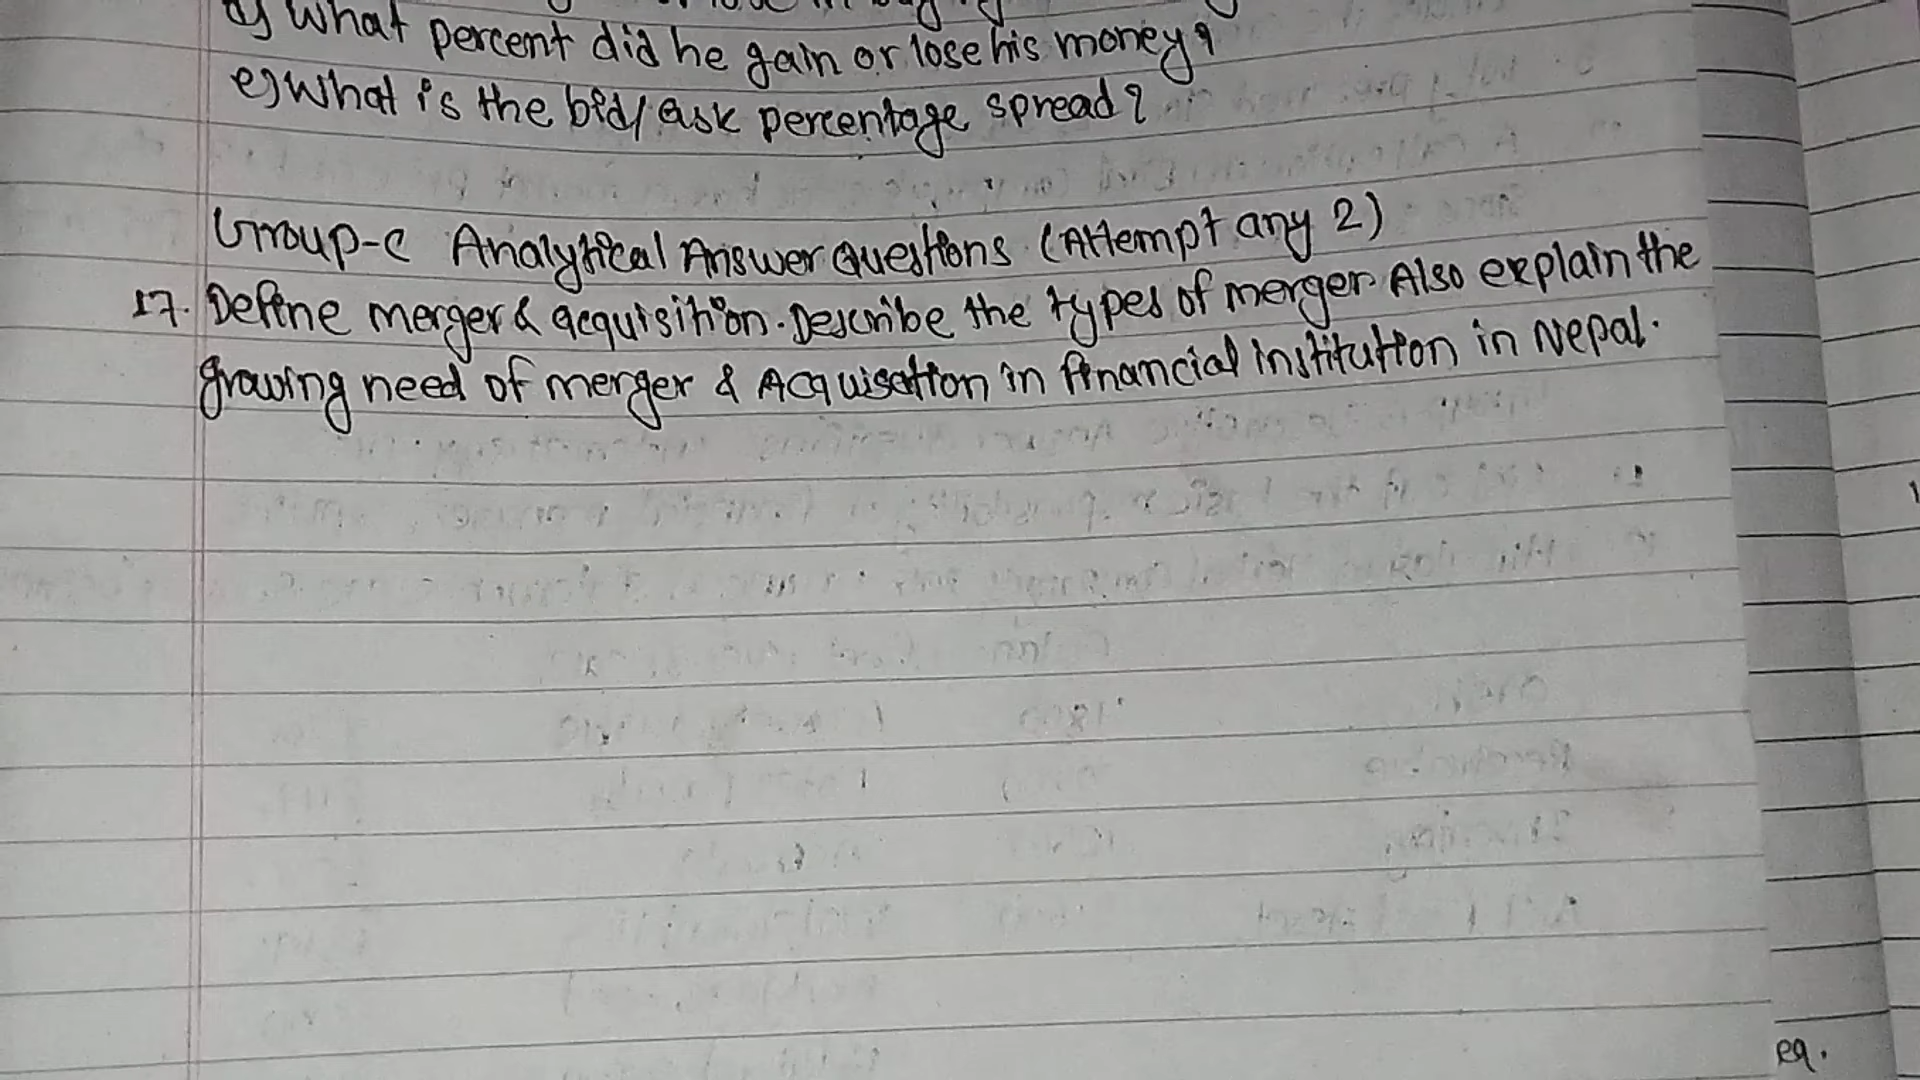 d) What percent did he gain or lose his money?
e) What is the bid/ask percentage spread?
Group-C Analytical Answer Questions (Attempt any 2)
17. Define merger & acquisition. Describe the types of merger. Also explain the
growing need of merger & Acquisation in financial institution in Nepal.
eq.